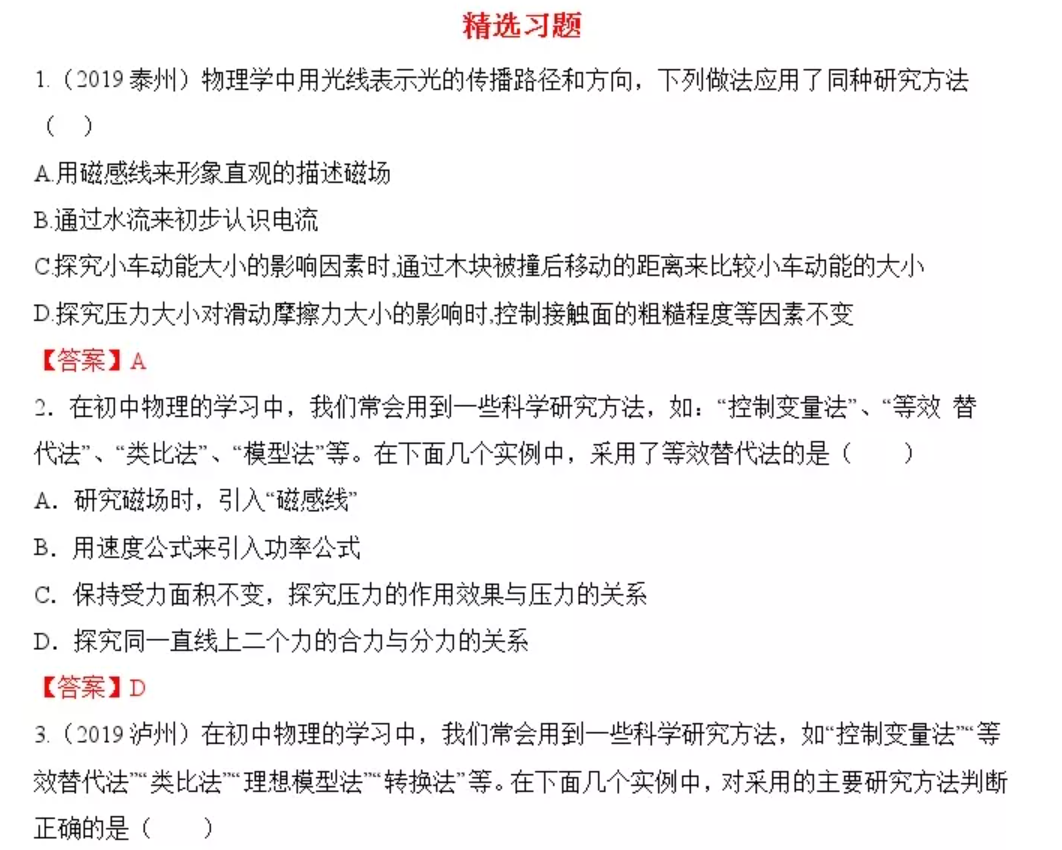 精选习题
1.（2019 泰州）物理学中用光线表示光的传播路径和方向，下列做法应用了同种研究方法
（ ）
A.用磁感线来形象直观的描述磁场
B.通过水流来初步认识电流
C.探究小车动能大小的影响因素时,通过木块被撞后移动的距离来比较小车动能的大小
D.探究压力大小对滑动摩擦力大小的影响时,控制接触面的粗糙程度等因素不变
【答案】A
2．在初中物理的学习中，我们常会用到一些科学研究方法，如：“控制变量法”、“等效 替
代法”、“类比法”、“模型法”等。在下面几个实例中，采用了等效替代法的是（ ）
A．研究磁场时，引入“磁感线”
B．用速度公式来引入功率公式
C．保持受力面积不变，探究压力的作用效果与压力的关系
D．探究同一直线上二个力的合力与分力的关系
【答案】D
3.（2019 泸州）在初中物理的学习中，我们常会用到一些科学研究方法，如“控制变量法”“等
效替代法”“类比法”“理想模型法”“转换法”等。在下面几个实例中，对采用的主要研究方法判断
正确的是（ ）